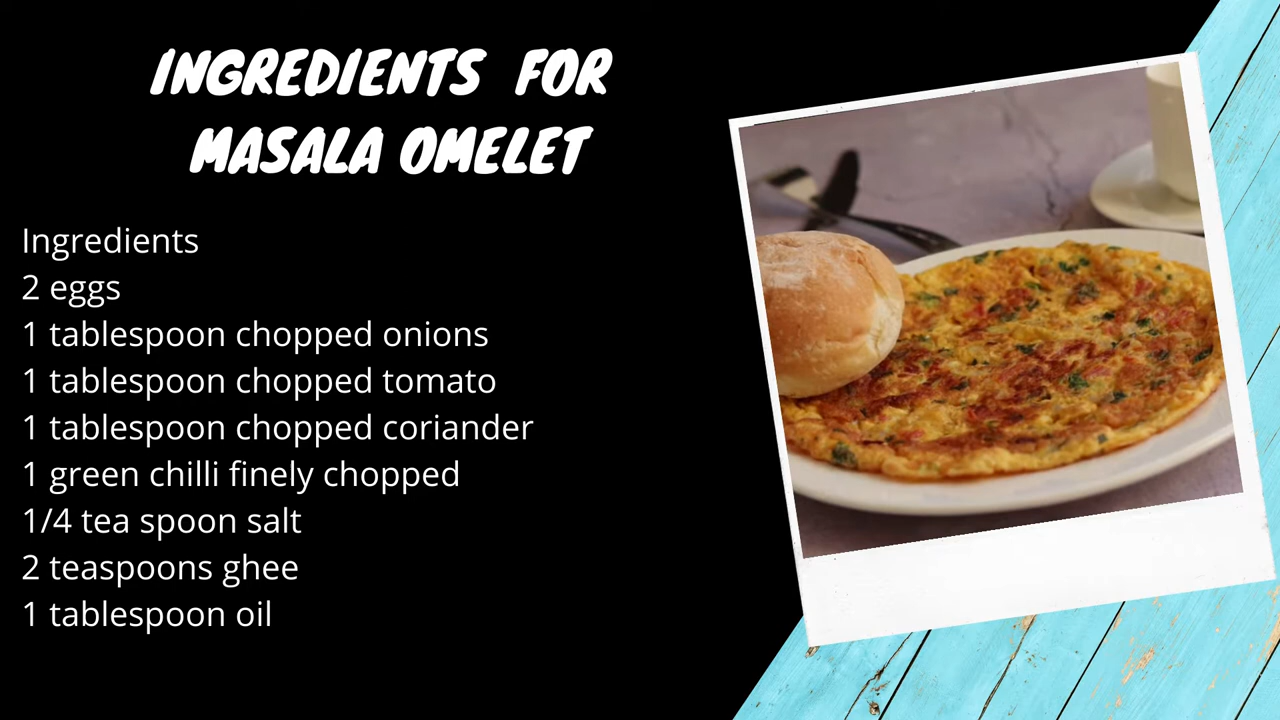 INGREDIENTS FOR
MASALA OMELET
Ingredients
2 eggs
1 tablespoon chopped onions
1 tablespoon chopped tomato
1 tablespoon chopped coriander
1 green chilli finely chopped
1/4 tea spoon salt
2 teaspoons ghee
1 tablespoon oil